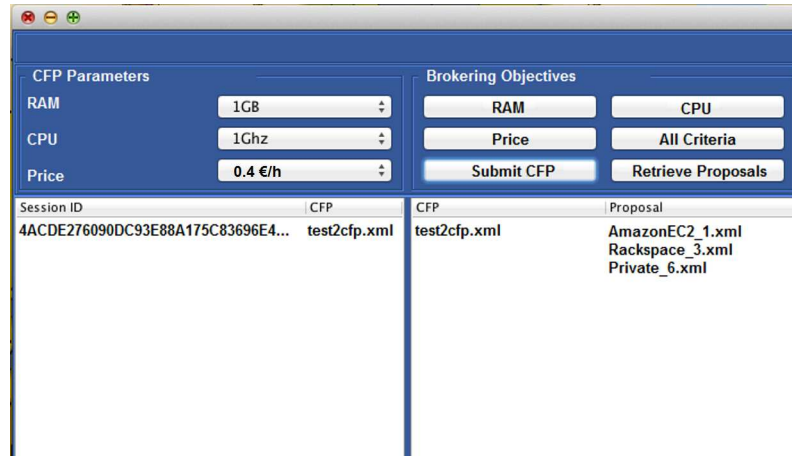 CFP Parameters
RAM
1GB
CPU
1Ghz
Price
0.4 €/h
Brokering Objectives
RAM
CPU
Price
All Criteria
Submit CFP
Retrieve Proposals
Session ID
CFP
4ACDE276090DC93E88A175C83696E4...
test2cfp.xml
CFP
Proposal
test2cfp.xml
AmazonEC2_1.xml
Rackspace_3.xml
Private_6.xml